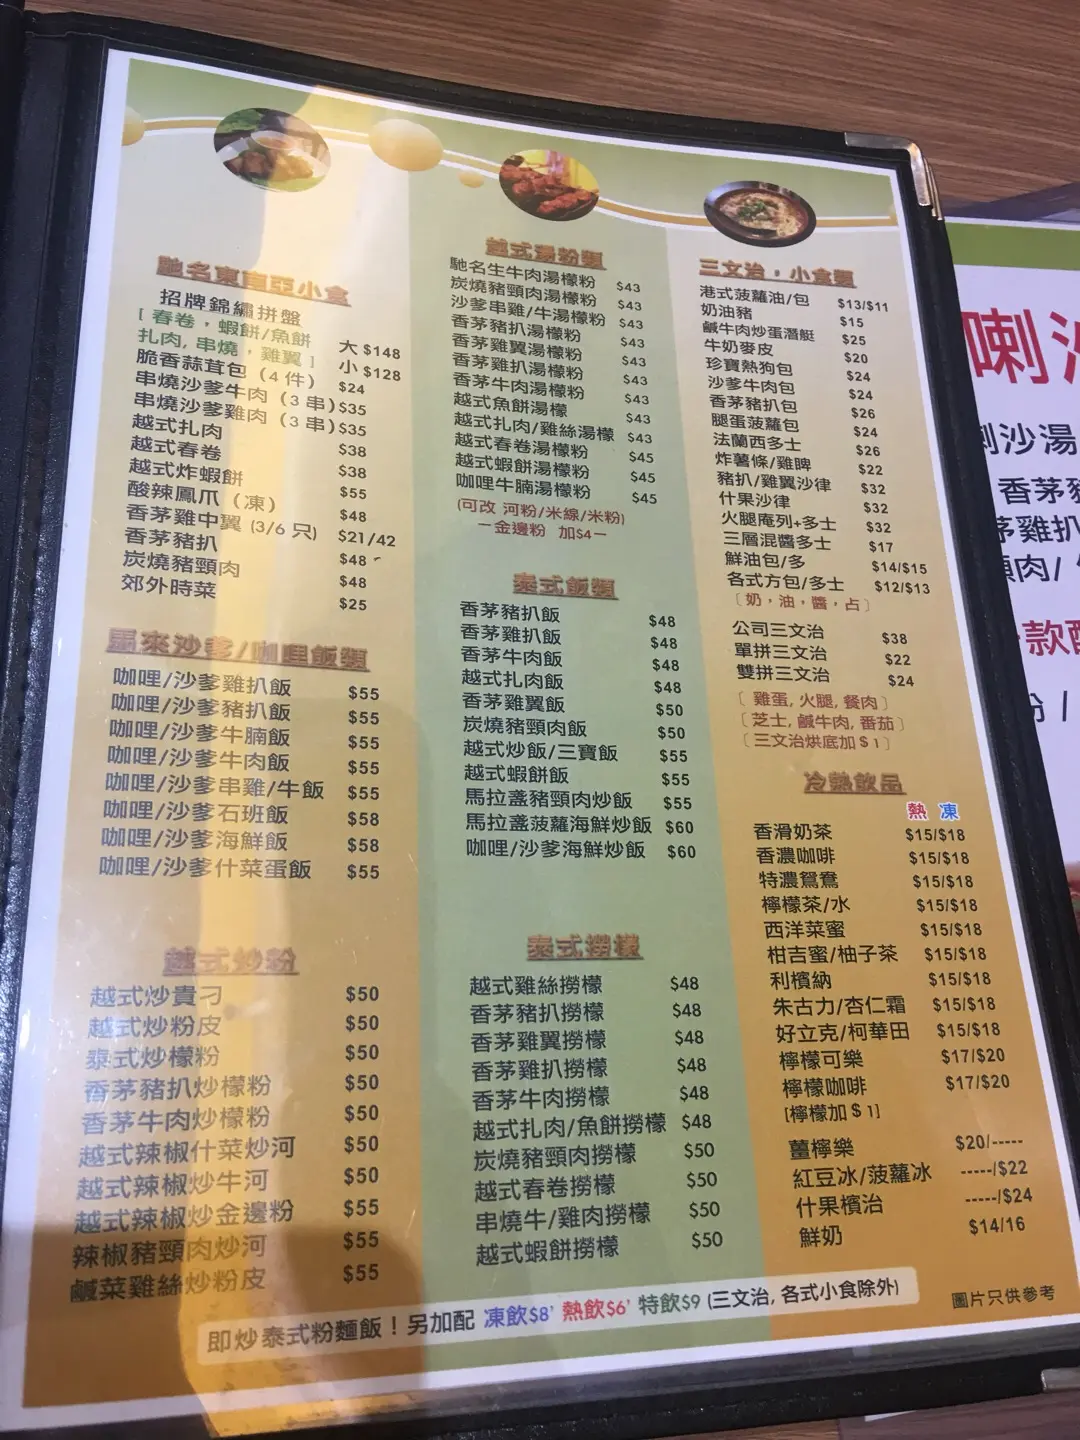 馳名東南亞小食
招牌錦繡拼盤
[ 春卷，蝦餅/魚餅 大 $148
扎肉, 串燒，雞翼 ] 小 $128
脆香蒜茸包（4 件） $24
串燒沙爹牛肉（3 串）$35
串燒沙爹雞肉（3 串）$35
越式扎肉 $38
越式春卷 $38
越式炸蝦餅 $55
酸辣鳳爪（凍） $48
香茅雞中翼 (3/6 只) $21/42
香茅豬扒 $48
炭燒豬頸肉 $48
郊外時菜 $25
馬來沙爹/咖哩飯類
咖哩/沙爹雞扒飯 $55
咖哩/沙爹豬扒飯 $55
咖哩/沙爹牛腩飯 $55
咖哩/沙爹牛肉飯 $55
咖哩/沙爹串雞/牛飯 $55
咖哩/沙爹石班飯 $58
咖哩/沙爹海鮮飯 $58
咖哩/沙爹什菜蛋飯 $55
越式炒粉
越式炒貴刁 $50
越式炒粉皮 $50
泰式炒檬粉 $50
香茅豬扒炒檬粉 $50
香茅牛肉炒檬粉 $50
越式辣椒什菜炒河 $50
越式辣椒炒牛河 $50
越式辣椒炒金邊粉 $55
辣椒豬頸肉炒河 $55
鹹菜雞絲炒粉皮 $55
越式湯粉類
馳名生牛肉湯檬粉 $43
炭燒豬頸肉湯檬粉 $43
沙爹串雞/牛湯檬粉 $43
香茅豬扒湯檬粉 $43
香茅雞翼湯檬粉 $43
香茅雞扒湯檬粉 $43
香茅牛肉湯檬粉 $43
越式魚餅湯檬 $43
越式扎肉/雞絲湯檬 $43
越式春卷湯檬粉 $45
越式蝦餅湯檬粉 $45
咖哩牛腩湯檬粉 $45
(可改 河粉/米線/米粉)
—金邊粉 加$4—
泰式飯類
香茅豬扒飯 $48
香茅雞扒飯 $48
香茅牛肉飯 $48
越式扎肉飯 $48
香茅雞翼飯 $50
炭燒豬頸肉飯 $50
越式炒飯/三寶飯 $55
越式蝦餅飯 $55
馬拉盞豬頸肉炒飯 $55
馬拉盞菠蘿海鮮炒飯 $60
咖哩/沙爹海鮮炒飯 $60
泰式撈檬
越式雞絲撈檬 $48
香茅豬扒撈檬 $48
香茅雞翼撈檬 $48
香茅雞扒撈檬 $48
香茅牛肉撈檬 $48
越式扎肉/魚餅撈檬 $48
炭燒豬頸肉撈檬 $50
越式春卷撈檬 $50
串燒牛/雞肉撈檬 $50
越式蝦餅撈檬 $50
三文治，小食類
港式菠蘿油/包 $13/$11
奶油豬 $15
鹹牛肉炒蛋潛艇 $25
牛奶麥皮 $20
珍寶熱狗包 $24
沙爹牛肉包 $24
香茅豬扒包 $26
腿蛋菠蘿包 $24
法蘭西多士 $26
炸薯條/雞髀 $22
豬扒/雞翼沙律 $32
什果沙律 $32
火腿庵列+多士 $32
三層混醬多士 $17
鮮油包/多 $14/$15
各式方包/多士 $12/$13
〔 奶，油，醬，占 〕
公司三文治 $38
單拼三文治 $22
雙拼三文治 $24
〔 雞蛋, 火腿, 餐肉 〕
〔 芝士, 鹹牛肉, 番茄 〕
〔 三文治烘底加 $ 1 〕
冷熱飲品
熱 凍
香滑奶茶 $15/$18
香濃咖啡 $15/$18
特濃鴛鴦 $15/$18
檸檬茶/水 $15/$18
西洋菜蜜 $15/$18
柑吉蜜/柚子茶 $15/$18
利檳納 $15/$18
朱古力/杏仁霜 $15/$18
好立克/柯華田 $15/$18
檸檬可樂 $17/$20
檸檬咖啡 $17/$20
[檸檬加 $ 1]
薑檸樂 $20/-----
紅豆冰/菠蘿冰 -----/$22
什果檳治 -----/$24
鮮奶 $14/16
即炒泰式粉麵飯！另加配 凍飲$8' 熱飲$6' 特飲$9 (三文治, 各式小食除外)
圖片只供參考
喇
沙湯
香茅
茅雞扒
肉/
款
/